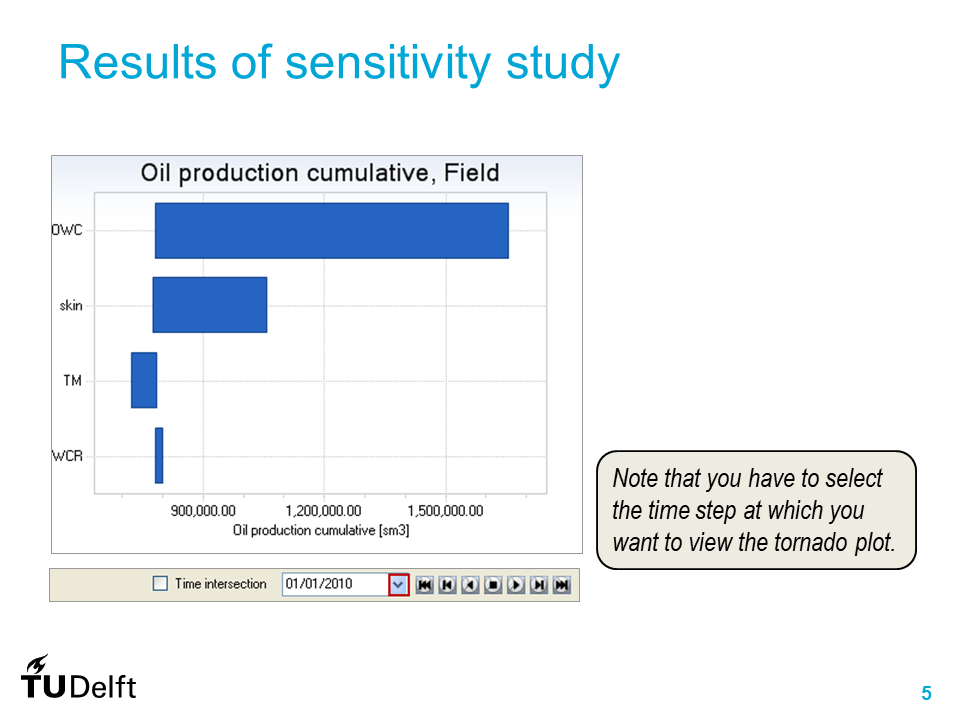 Results of sensitivity study
Oil production cumulative, Field
OWC
skin
TM
WCR
900,000.00 1,200,000.00 1,500,000.00
Oil production cumulative [sm3]
Note that you have to select
the time step at which you
want to view the tornado plot.
Time intersection 01/01/2010
TUDelft
5